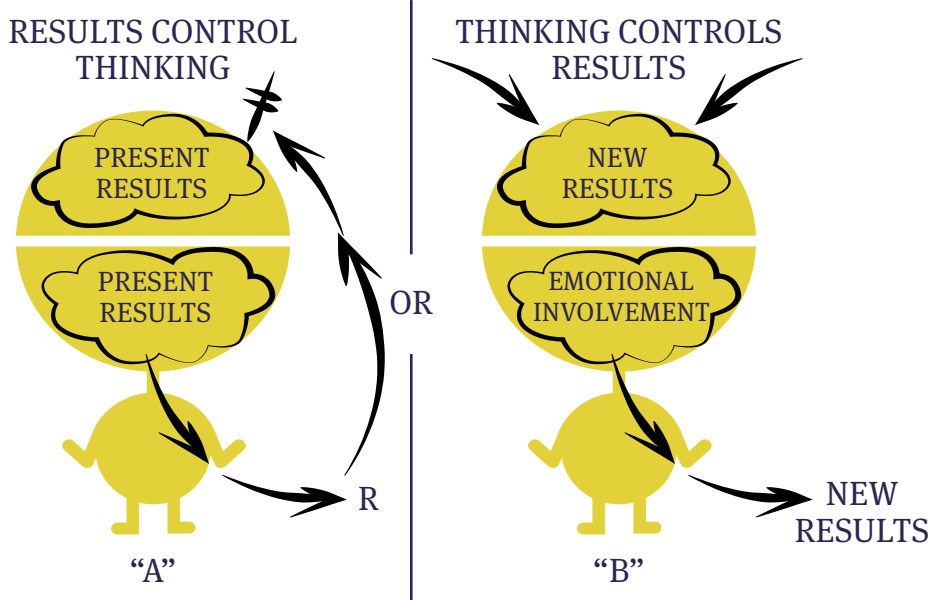 RESULTS CONTROL
THINKING
PRESENT
RESULTS
PRESENT
RESULTS
R
"A"
OR
THINKING CONTROLS
RESULTS
NEW
RESULTS
EMOTIONAL
INVOLVEMENT
NEW
RESULTS
"B"